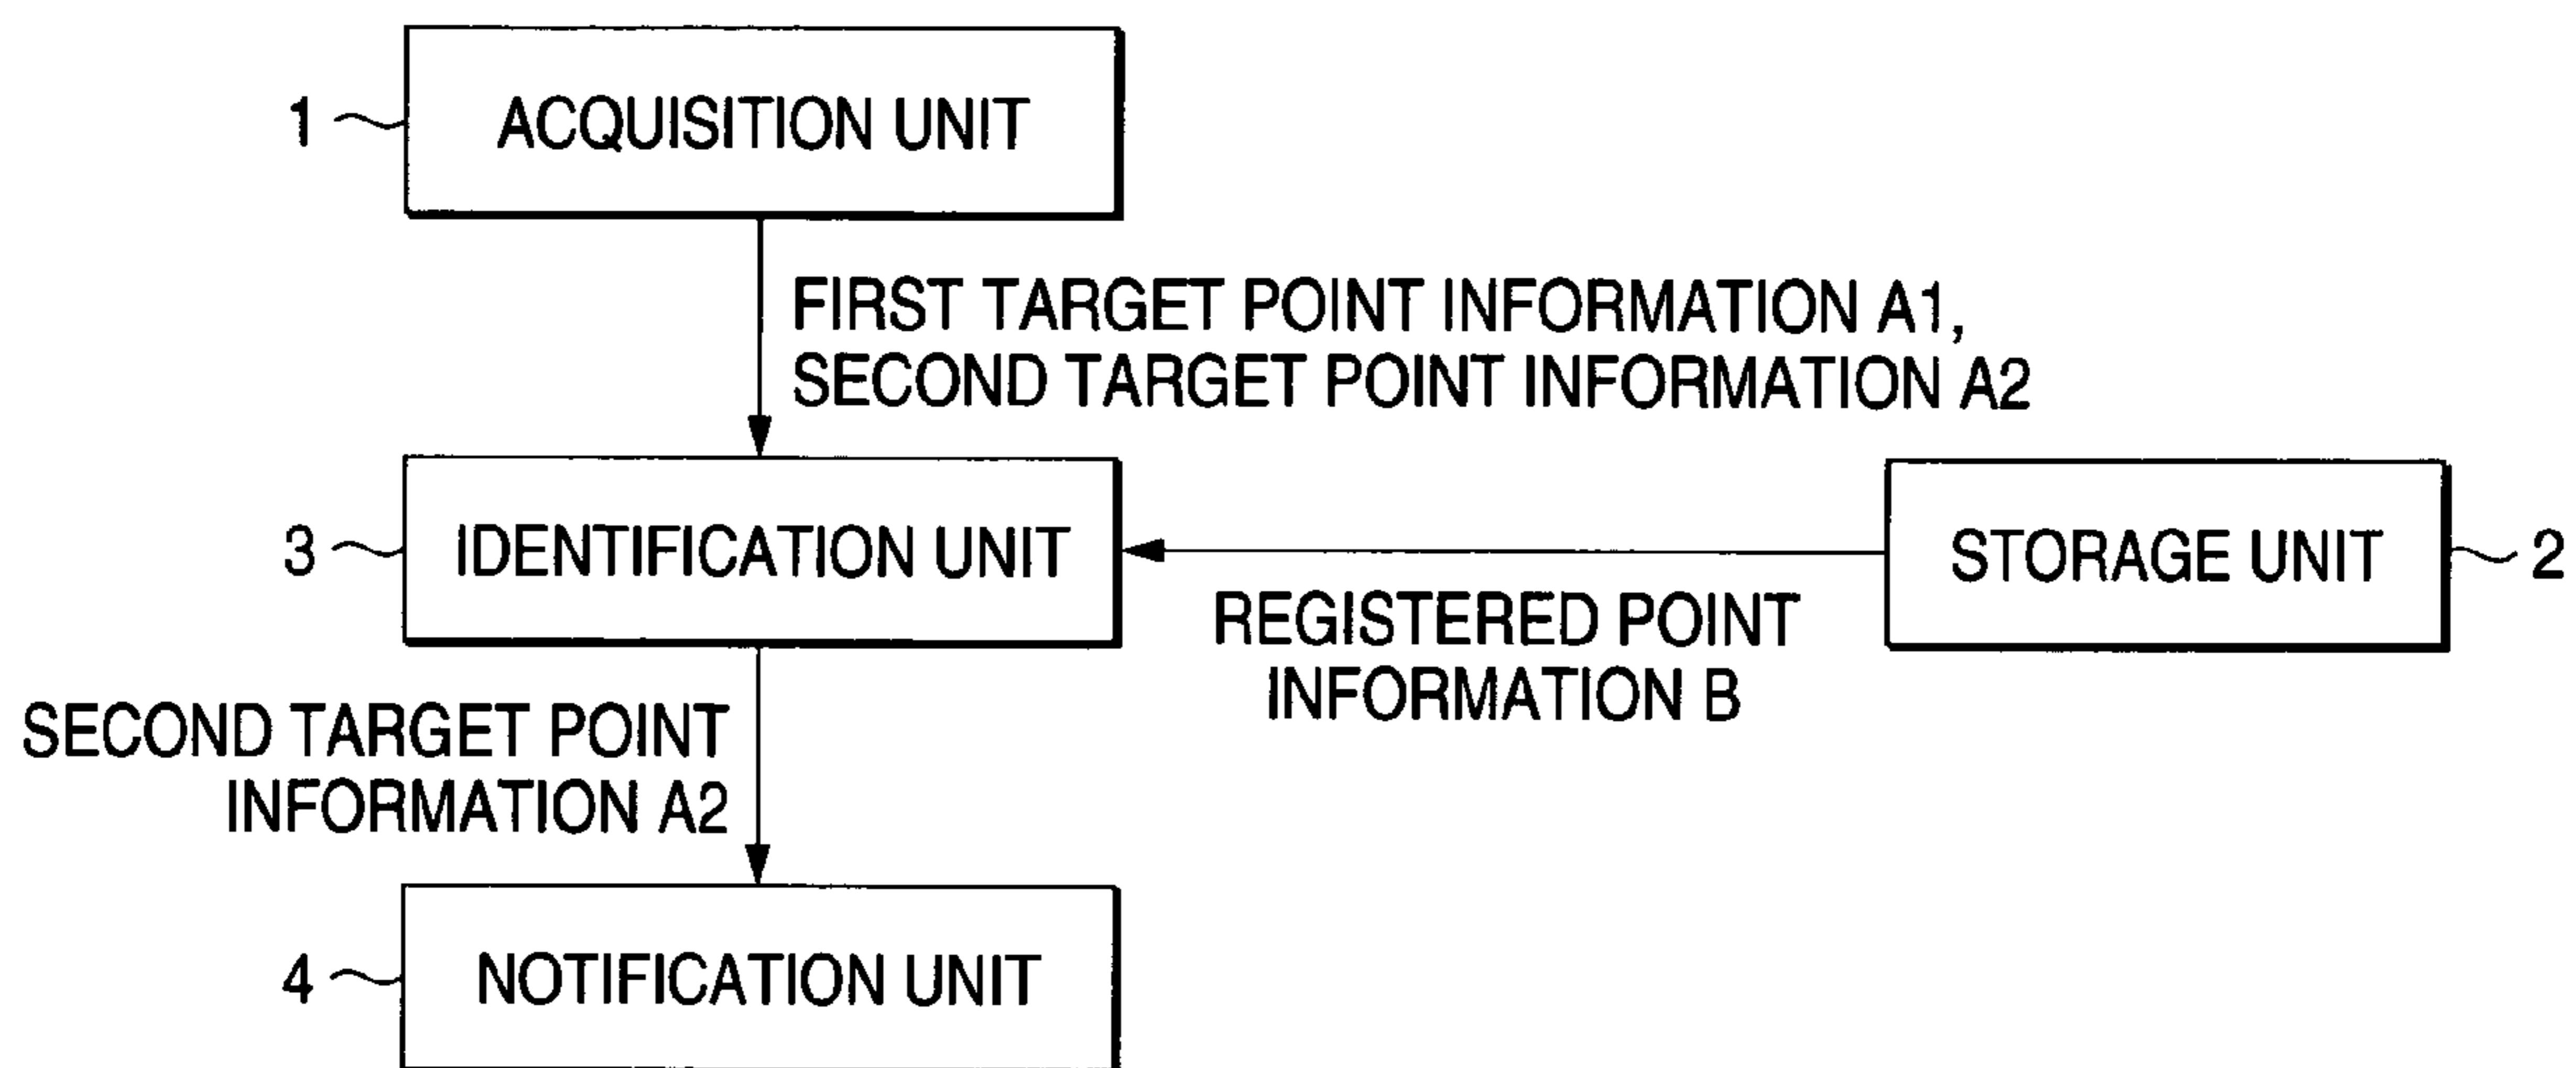 1
ACQUISITION UNIT
FIRST TARGET POINT INFORMATION A1,
SECOND TARGET POINT INFORMATION A2
3
IDENTIFICATION UNIT
STORAGE UNIT
2
REGISTERED POINT
INFORMATION B
SECOND TARGET POINT
INFORMATION A2
4
NOTIFICATION UNIT